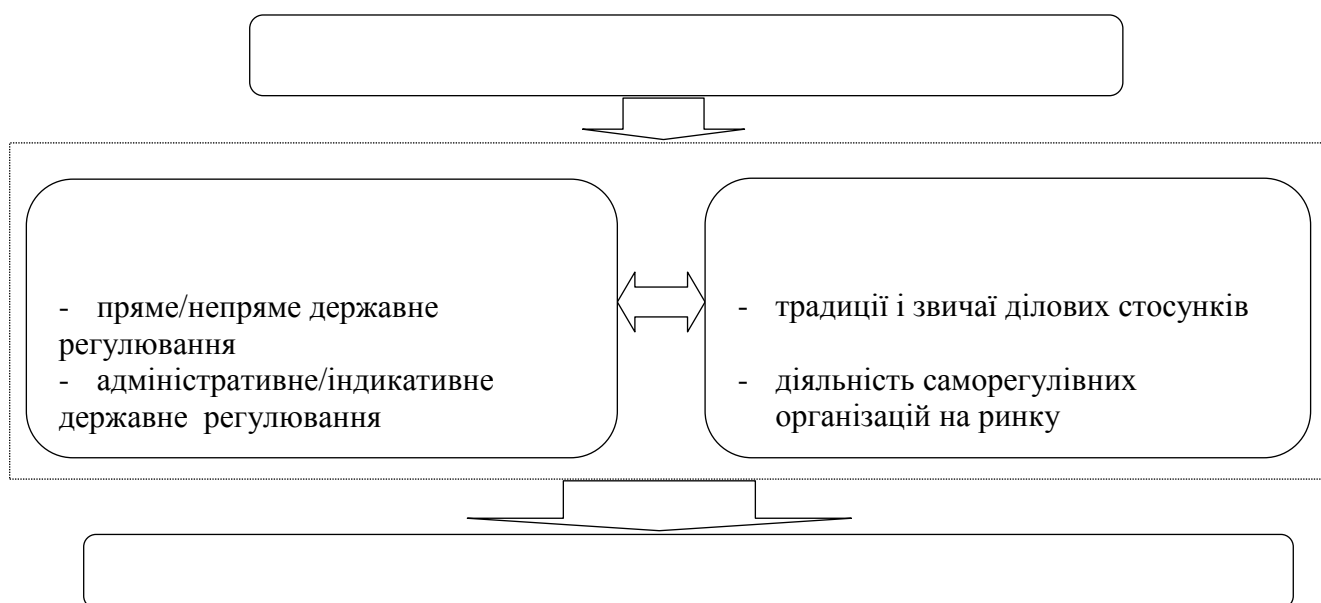 - пряме/непряме державне
регулювання
- адміністративне/індикативне
державне регулювання
- традиції і звичаї ділових стосунків
- діяльність саморегулівних
організацій на ринку